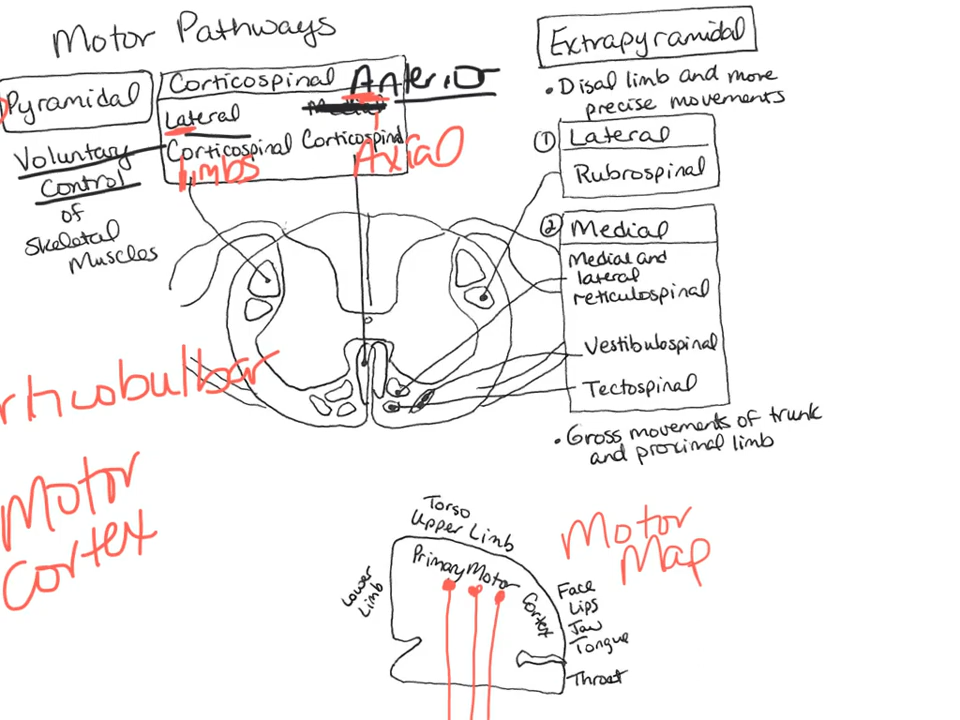 Motor Pathways
Pyramidal
Voluntary
Control
of
Skeletal
Muscles
Corticospinal
Anterior
Lateral
Corticospinal
Corticospinal
limbs
Axial
Extrapyramidal
• Disal limb and more
precise movements
① Lateral
Rubrospinal
② Medial
Medial and
lateral
reticulospinal
Vestibulospinal
Tectospinal
• Gross movements of trunk
and proximal limb
rticobulbar
Motor
Cortex
Torso
Upper Limb
Lower
Limb
Primary Motor
Cortex
Face
Lips
Jaw
Tongue
Throat
Motor
Map